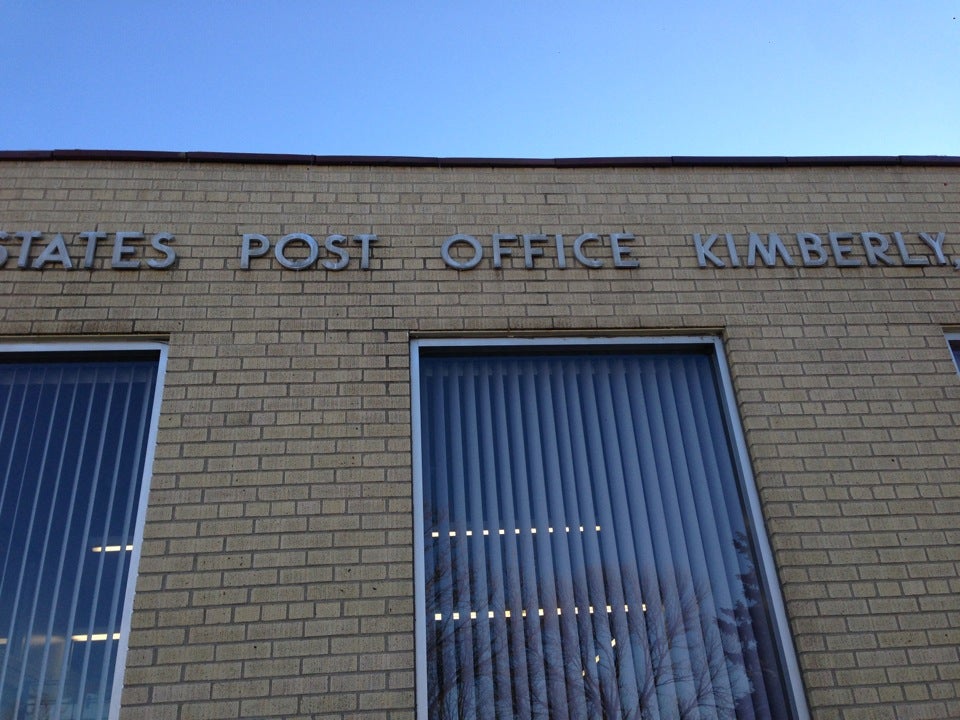 STATES POST OFFICE KIMBERLY,